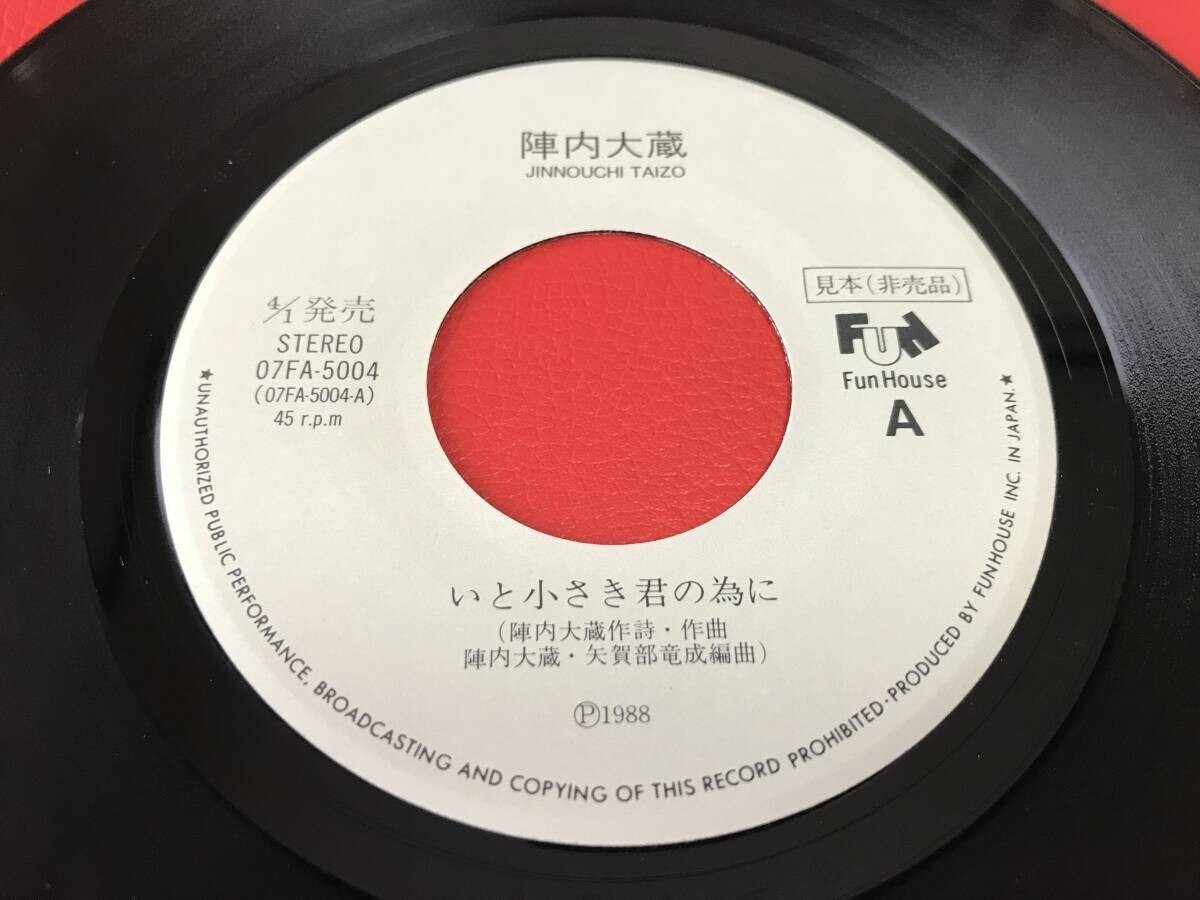 陣内大蔵
JINNOUCHI TAIZO
4/1発売
STEREO
07FA-5004
(07FA-5004-A)
45 r.p.m
見本(非売品)
FUN
Fun House
A
いと小さき君の為に
(陣内大蔵作詩・作曲
陣内大蔵・矢賀部竜成編曲)
Ⓟ1988
★UNAUTHORIZED PUBLIC PERFORMANCE, BROADCASTING AND COPYING OF THIS RECORD PROHIBITED・PRODUCED BY FUNHOUSE INC. IN JAPAN.★